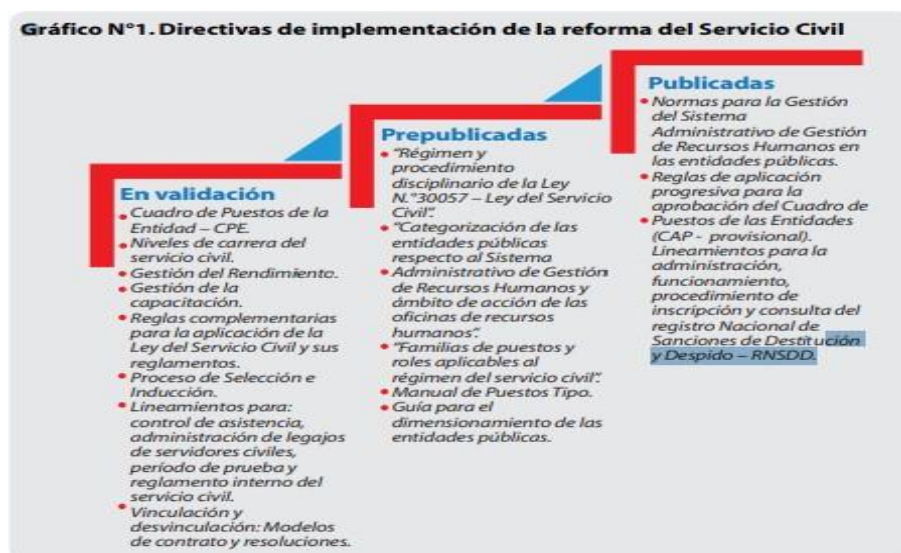 Gráfico N°1. Directivas de implementación de la reforma del Servicio Civil
En validación
Cuadro de Puestos de la
Entidad – CPE.
Niveles de carrera del
servicio civil.
Gestión del Rendimiento.
Gestión de la
capacitación.
Reglas complementarias
para la aplicación de la
Ley del Servicio Civil y sus
reglamentos.
Proceso de Selección e
Inducción.
Lineamientos para:
control de asistencia,
administración de legajos
de servidores civiles,
período de prueba y
reglamento interno del
servicio civil.
Vinculación y
desvinculación: Modelos
de contrato y resoluciones.
Prepublicadas
"Régimen y
procedimiento
disciplinario de la Ley
N.°30057 – Ley del Servicio
Civil".
"Categorización de las
entidades públicas
respecto al Sistema
Administrativo de Gestión
de Recursos Humanos y
ámbito de acción de las
oficinas de recursos
humanos".
"Familias de puestos y
roles aplicables al
régimen del servicio civil".
Manual de Puestos Tipo.
Guía para el
dimensionamiento de las
entidades públicas.
Publicadas
Normas para la Gestión
del Sistema
Administrativo de Gestión
de Recursos Humanos en
las entidades públicas.
Reglas de aplicación
progresiva para la
aprobación del Cuadro de
Puestos de las Entidades
(CAP - provisional).
Lineamientos para la
administración,
funcionamiento,
procedimiento de
inscripción y consulta del
registro Nacional de
Sanciones de Destitución
y Despido – RNSDD.